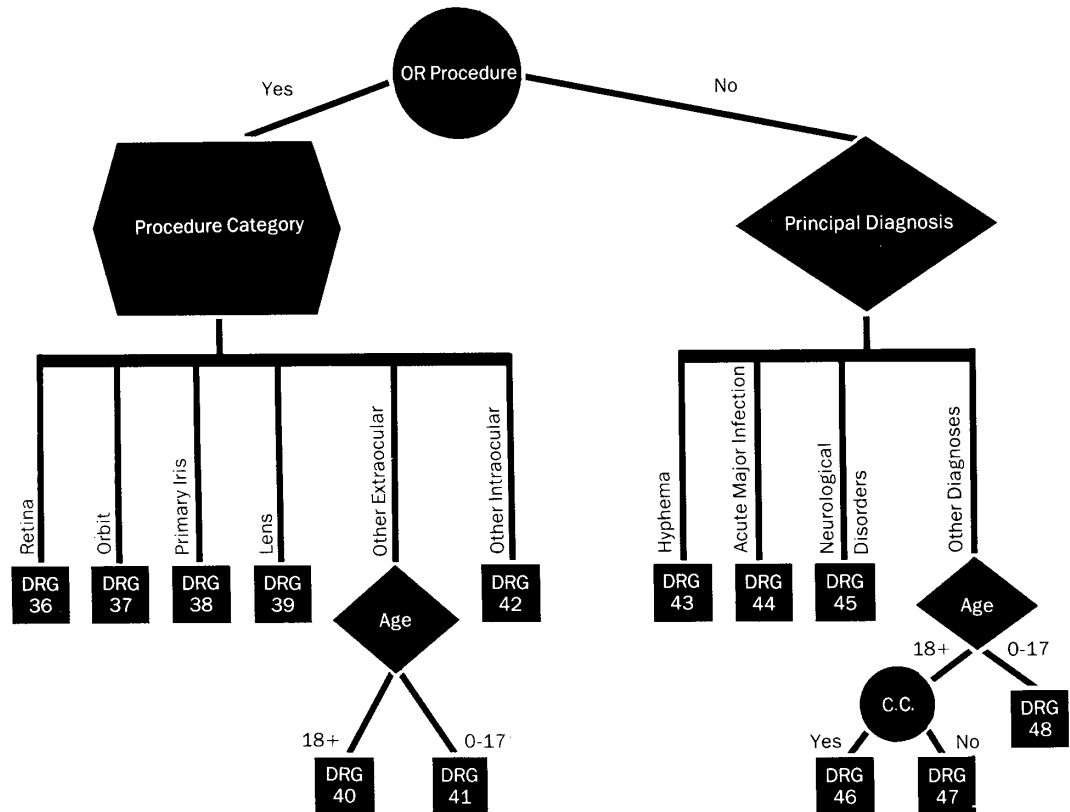 OR Procedure
Yes
No
Procedure Category
Principal Diagnosis
Retina
Orbit
Primary Iris
Lens
Other Extraocular
Other Intraocular
Hyphema
Acute Major Infection
Neurological
Disorders
Other Diagnoses
DRG
36
DRG
37
DRG
38
DRG
39
Age
DRG
42
DRG
43
DRG
44
DRG
45
Age
18+
0-17
DRG
40
DRG
41
18+
0-17
C.C.
DRG
48
Yes
No
DRG
46
DRG
47